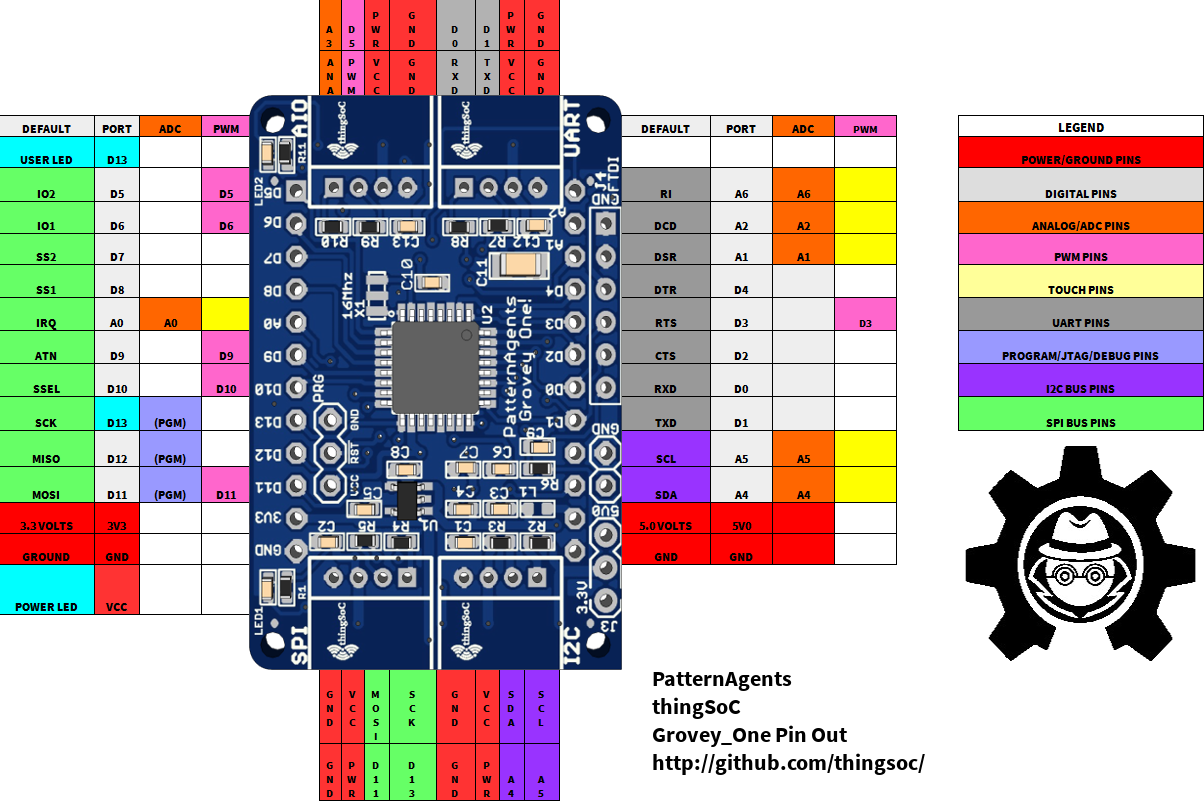 A3 D5 PWR GND D0 D1 PWR GND
ANA PWM VCC GND RXD TXD VCC GND
DEFAULT PORT ADC PWM
USER LED D13
IO2 D5 D5
IO1 D6 D6
SS2 D7
SS1 D8
IRQ A0 A0
ATN D9 D9
SSEL D10 D10
SCK D13 (PGM)
MISO D12 (PGM)
MOSI D11 (PGM) D11
3.3 VOLTS 3V3
GROUND GND
POWER LED VCC
AIO thingSoC thingSoC UART
R11
LED2
J4
FTDI
GND
D5
D6
D7
D8
A0
D9
D10
D13
D12
D11
3V3
GND
R10 R9 C13 R8 R7 C12
A2
A1
D4
D3
D2
D0
D1
GND
C10
C11
16Mhz
X1
U2
PatternAgents
Grovey One!
PRG
GND
RST
VCC
C9
C8 C7 C6 R6
C5 C4 C3 L1
5V0
U1
C2 R5 R4 C1 R3 R2
LED1
R1
3.3V
J3
SPI thingSoC thingSoC I2C
DEFAULT PORT ADC PWM
RI A6 A6
DCD A2 A2
DSR A1 A1
DTR D4
RTS D3 D3
CTS D2
RXD D0
TXD D1
SCL A5 A5
SDA A4 A4
5.0 VOLTS 5V0
GND GND
LEGEND
POWER/GROUND PINS
DIGITAL PINS
ANALOG/ADC PINS
PWM PINS
TOUCH PINS
UART PINS
PROGRAM/JTAG/DEBUG PINS
I2C BUS PINS
SPI BUS PINS
GND VCC MOSI SCK GND VCC SDA SCL
GND PWR D11 D13 GND PWR A4 A5
PatternAgents
thingSoC
Grovey_One Pin Out
http://github.com/thingsoc/